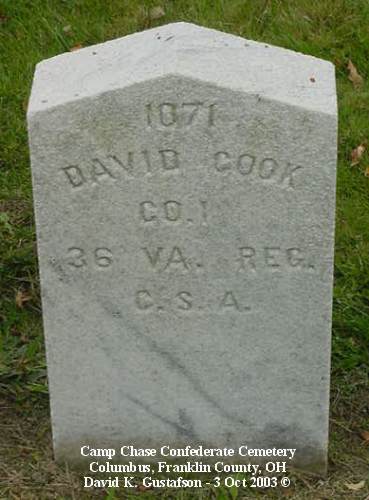 1071
DAVID COOK
CO. I
36 VA. REG.
C. S. A.
Camp Chase Confederate Cemetery
Columbus, Franklin County, OH
David K. Gustafson - 3 Oct 2003 ©